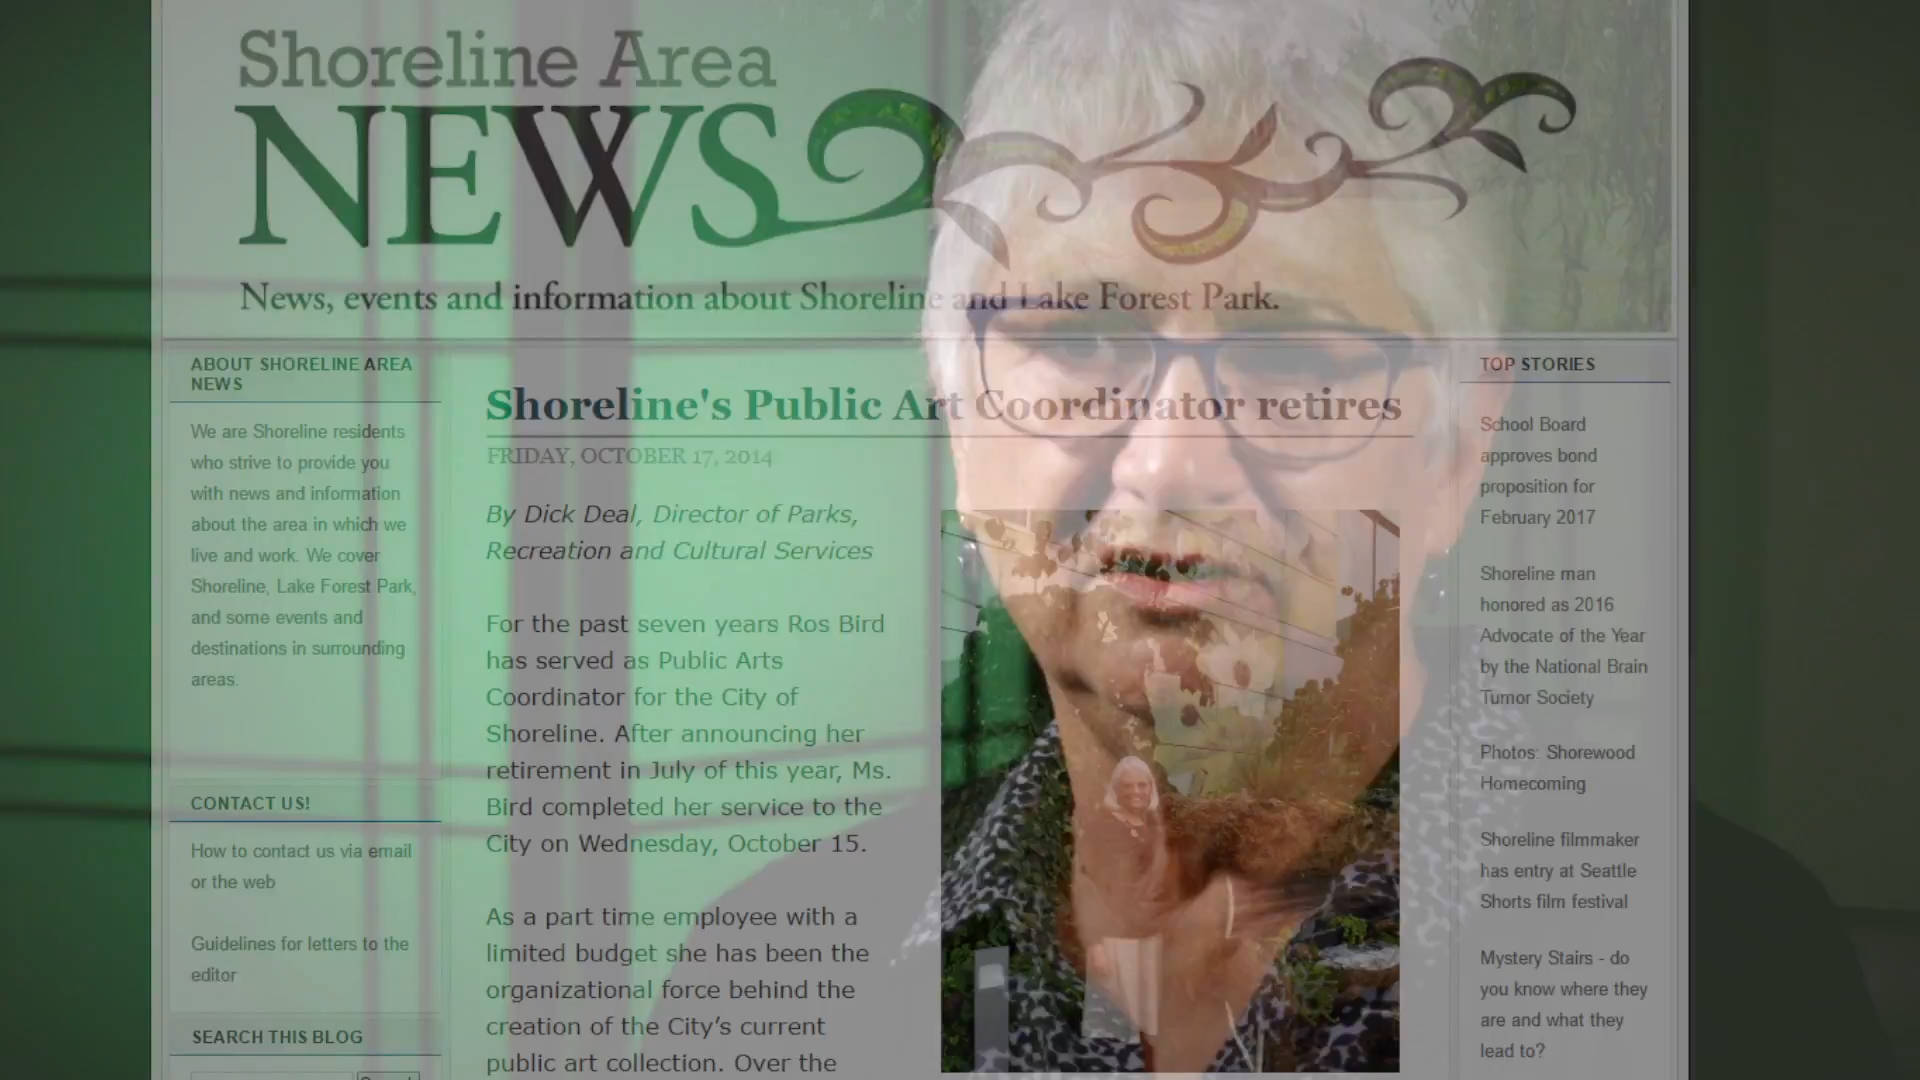 Shoreline Area
NEWS
News, events and information about Shoreline and Lake Forest Park.
ABOUT SHORELINE AREA
NEWS
We are Shoreline residents
who strive to provide you
with news and information
about the area in which we
live and work. We cover
Shoreline, Lake Forest Park,
and some events and
destinations in surrounding
areas.
CONTACT US!
How to contact us via email
or the web
Guidelines for letters to the
editor
SEARCH THIS BLOG
Shoreline's Public Art Coordinator retires
FRIDAY, OCTOBER 17, 2014
By Dick Deal, Director of Parks,
Recreation and Cultural Services
For the past seven years Ros Bird
has served as Public Arts
Coordinator for the City of
Shoreline. After announcing her
retirement in July of this year, Ms.
Bird completed her service to the
City on Wednesday, October 15.
As a part time employee with a
limited budget she has been the
organizational force behind the
creation of the City's current
public art collection. Over the
TOP STORIES
School Board
approves bond
proposition for
February 2017
Shoreline man
honored as 2016
Advocate of the Year
by the National Brain
Tumor Society
Photos: Shorewood
Homecoming
Shoreline filmmaker
has entry at Seattle
Shorts film festival
Mystery Stairs - do
you know where they
are and what they
lead to?